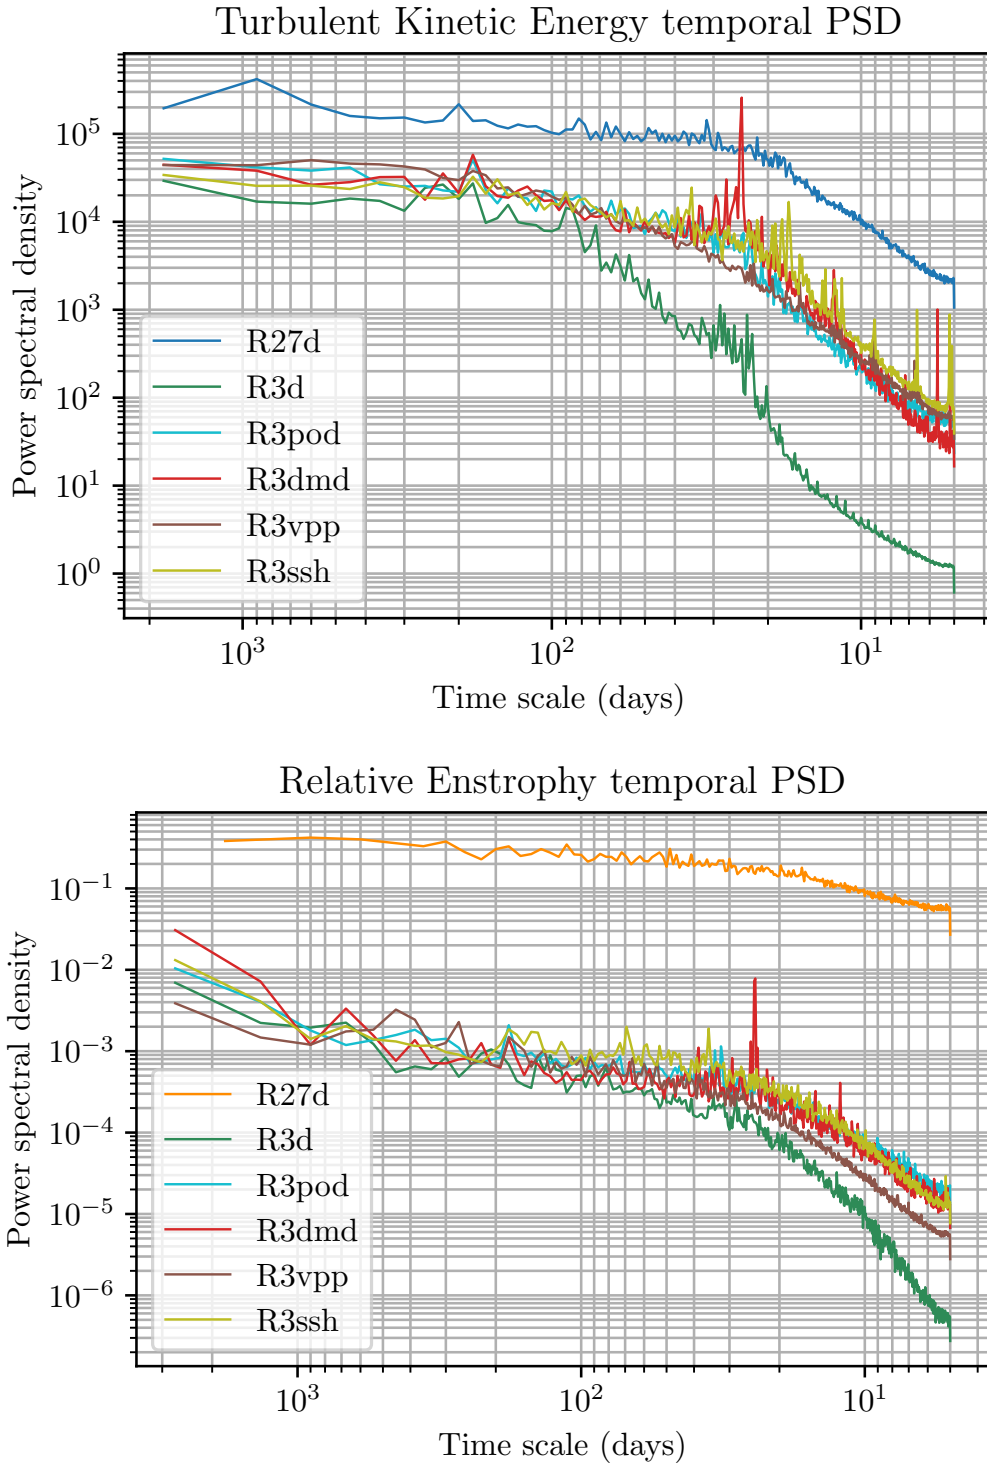 Turbulent Kinetic Energy temporal PSD
Power spectral density
10^5
10^4
10^3
10^2
10^1
10^0
R27d
R3d
R3pod
R3dmd
R3vpp
R3ssh
10^3 10^2 10^1
Time scale (days)
Relative Enstrophy temporal PSD
Power spectral density
10^−1
10^−2
10^−3
10^−4
10^−5
10^−6
R27d
R3d
R3pod
R3dmd
R3vpp
R3ssh
10^3 10^2 10^1
Time scale (days)